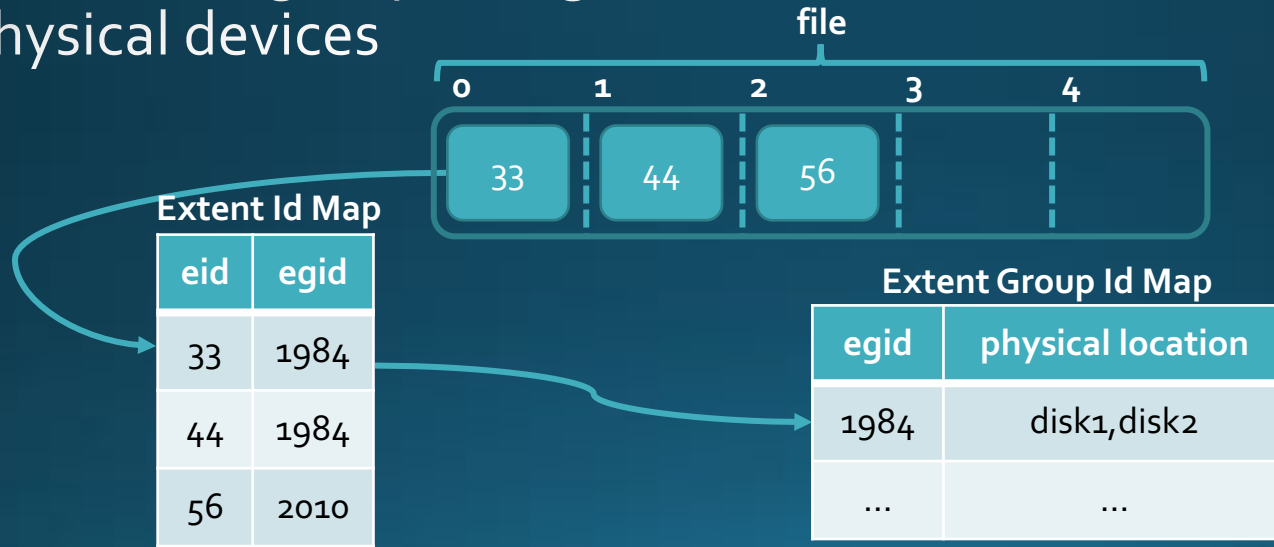 hysical devices
file
0 1 2 3 4
33 44 56
Extent Id Map
eid egid
33 1984
44 1984
56 2010
Extent Group Id Map
egid physical location
1984 disk1,disk2
... ...